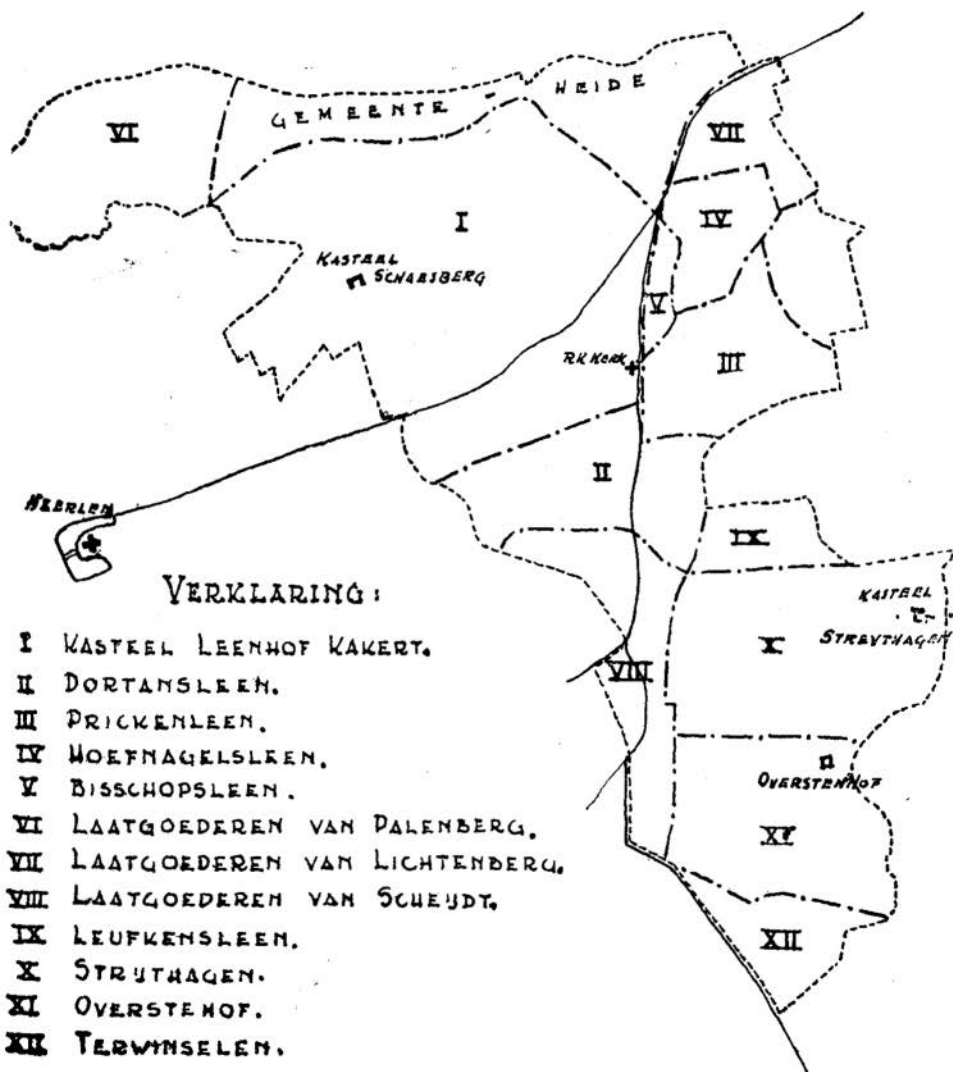 GEMEENTE HEIDE
VI
VII
I
IV
KASTEEL
SCHAESBERG
V
R.K. KERK
III
II
HEERLEN
IX
KASTEEL
STREYTHAGEN
X
VIII
OVERSTENHOF
XI
XII
VERKLARING:
I KASTEEL LEENHOF KAKERT.
II DORTANSLEEN.
III PRICKENLEEN.
IV HOEFNAGELSLEEN.
V BISSCHOPSLEEN.
VI LAATGOEDEREN VAN PALENBERG.
VII LAATGOEDEREN VAN LICHTENBERG.
VIII LAATGOEDEREN VAN SCHEIJDT.
IX LEUFKENSLEEN.
X STRIJTHAGEN.
XI OVERSTEHOF.
XII TERWINSELEN.